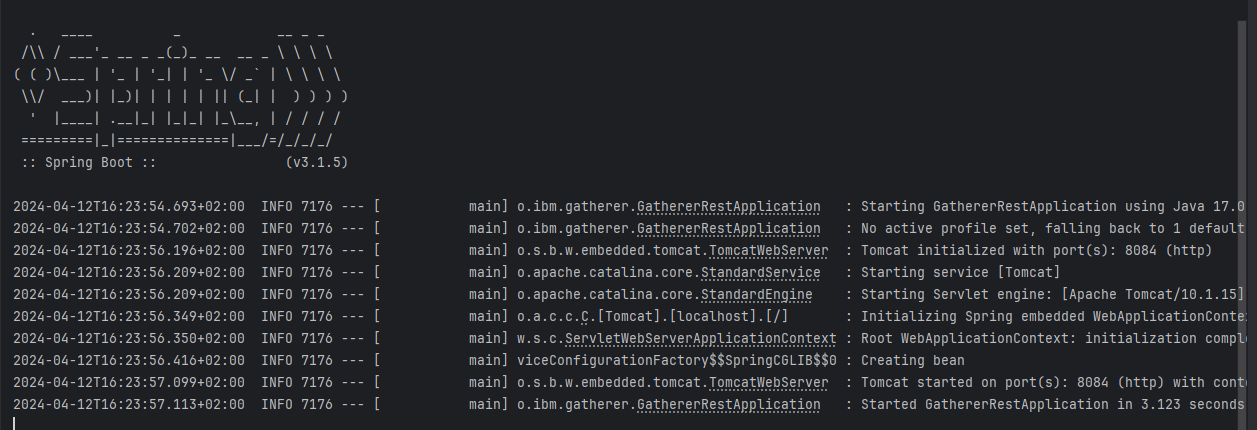 .   ____          _            __ _ _
 /\\ / ___'_ __ _ _(_)_ __  __ _ \ \ \ \
( ( )\___ | '_ | '_| | '_ \/ _` | \ \ \ \
 \\/  ___)| |_)| | | | | || (_| |  ) ) ) )
  '  |____| .__|_| |_|_| |_\__, | / / / /
 =========|_|==============|___/=/_/_/_/
 :: Spring Boot ::                (v3.1.5)
2024-04-12T16:23:54.693+02:00  INFO 7176 --- [           main] o.ibm.gatherer.GathererRestApplication   : Starting GathererRestApplication using Java 17.0
2024-04-12T16:23:54.702+02:00  INFO 7176 --- [           main] o.ibm.gatherer.GathererRestApplication   : No active profile set, falling back to 1 default
2024-04-12T16:23:56.196+02:00  INFO 7176 --- [           main] o.s.b.w.embedded.tomcat.TomcatWebServer  : Tomcat initialized with port(s): 8084 (http)
2024-04-12T16:23:56.209+02:00  INFO 7176 --- [           main] o.apache.catalina.core.StandardService   : Starting service [Tomcat]
2024-04-12T16:23:56.209+02:00  INFO 7176 --- [           main] o.apache.catalina.core.StandardEngine    : Starting Servlet engine: [Apache Tomcat/10.1.15]
2024-04-12T16:23:56.349+02:00  INFO 7176 --- [           main] o.a.c.c.C.[Tomcat].[localhost].[/]       : Initializing Spring embedded WebApplicationConte
2024-04-12T16:23:56.350+02:00  INFO 7176 --- [           main] w.s.c.ServletWebServerApplicationContext : Root WebApplicationContext: initialization compl
2024-04-12T16:23:56.416+02:00  INFO 7176 --- [           main] viceConfigurationFactory$$SpringCGLIB$$0 : Creating bean
2024-04-12T16:23:57.099+02:00  INFO 7176 --- [           main] o.s.b.w.embedded.tomcat.TomcatWebServer  : Tomcat started on port(s): 8084 (http) with cont
2024-04-12T16:23:57.113+02:00  INFO 7176 --- [           main] o.ibm.gatherer.GathererRestApplication   : Started GathererRestApplication in 3.123 seconds